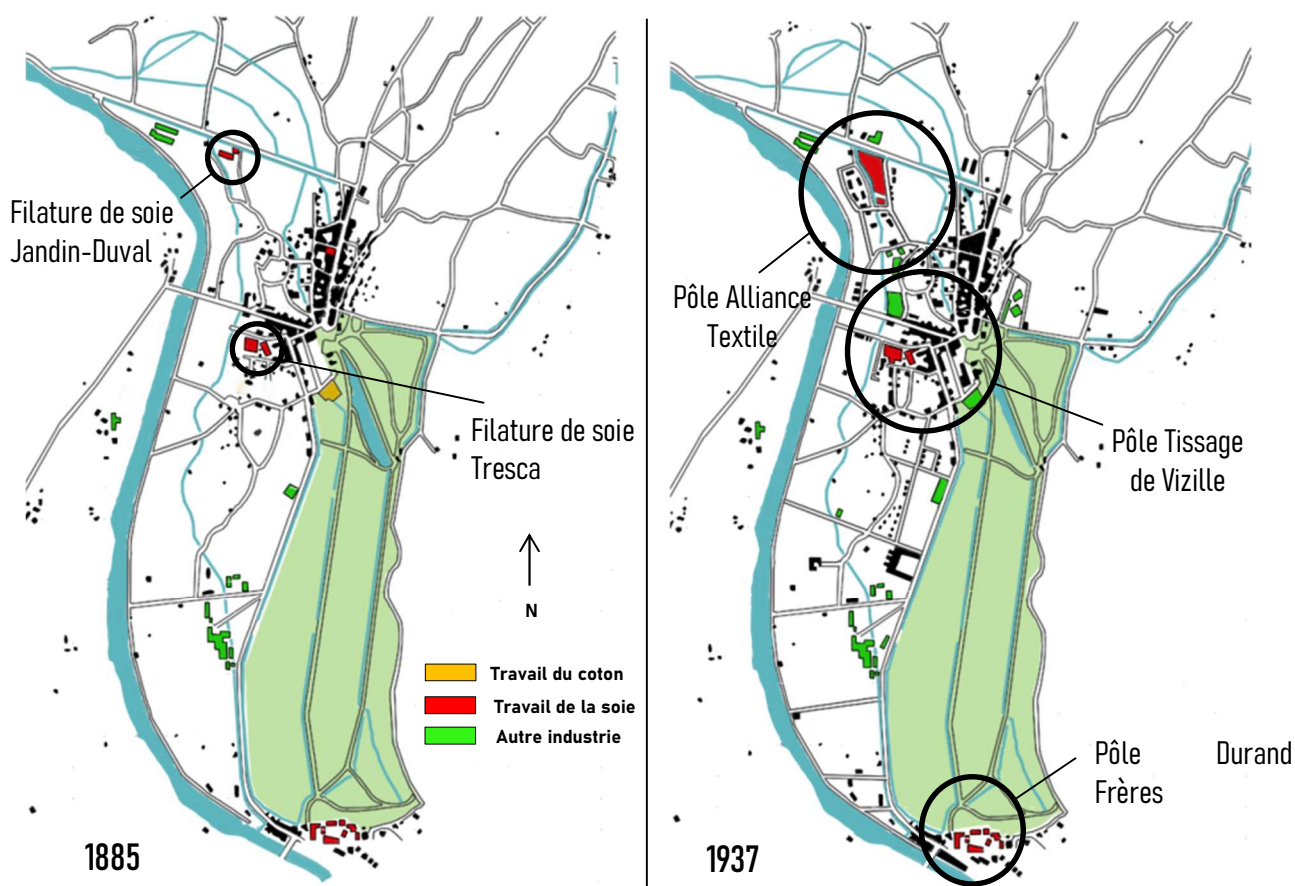 Filature de soie
Jandin-Duval
Filature de soie
Tresca
N
Travail du coton
Travail de la soie
Autre industrie
1885
Pôle Alliance
Textile
Pôle Tissage
de Vizille
Pôle Durand
Frères
1937